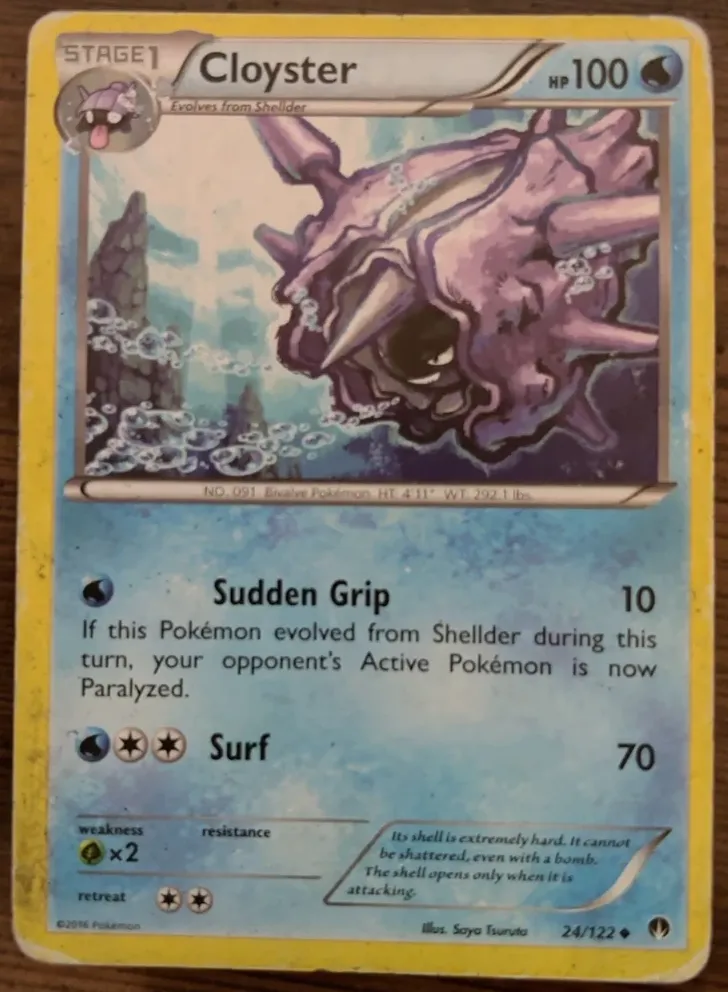 STAGE1
Cloyster
HP 100
Evolves from Shellder
NO. 091 Bivalve Pokémon HT: 4'11" WT: 292.1 lbs.
Sudden Grip 10
If this Pokémon evolved from Shellder during this
turn, your opponent's Active Pokémon is now
Paralyzed.
Surf 70
weakness resistance
×2
Its shell is extremely hard. It cannot
be shattered, even with a bomb.
The shell opens only when it is
attacking.
retreat
©2016 Pokémon
Illus. Saya Tsuruta
24/122